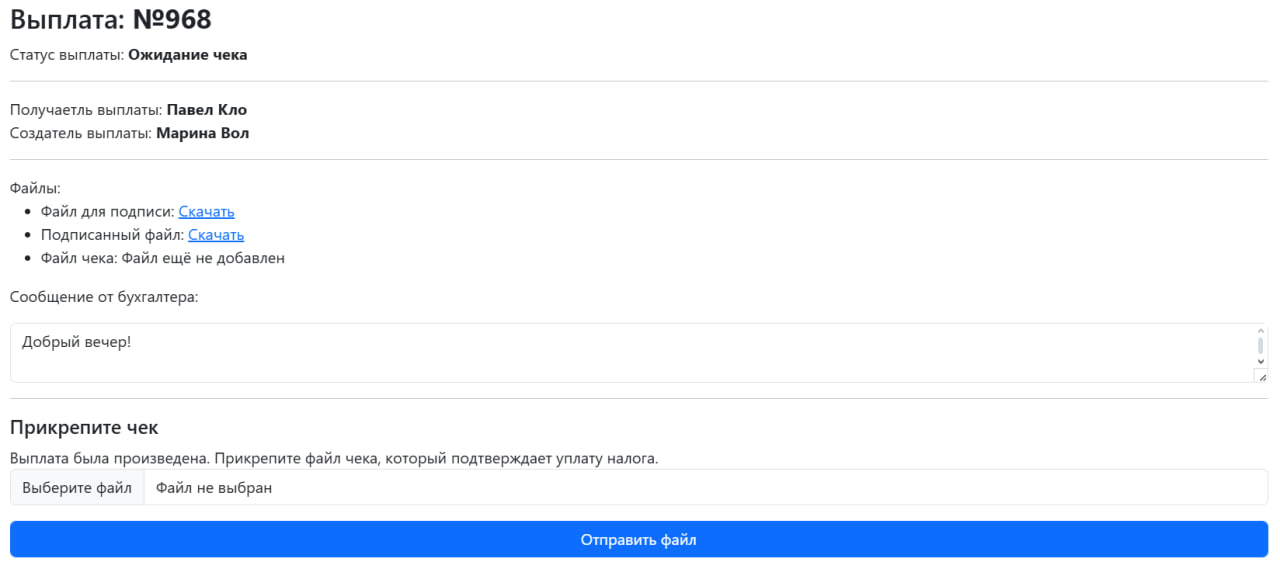 Выплата: №968
Статус выплаты: Ожидание чека
Получаетль выплаты: Павел Кло
Создатель выплаты: Марина Вол
Файлы:
• Файл для подписи: Скачать
• Подписанный файл: Скачать
• Файл чека: Файл ещё не добавлен
Сообщение от бухгалтера:
Добрый вечер!
Прикрепите чек
Выплата была произведена. Прикрепите файл чека, который подтверждает уплату налога.
Выберите файл Файл не выбран
Отправить файл